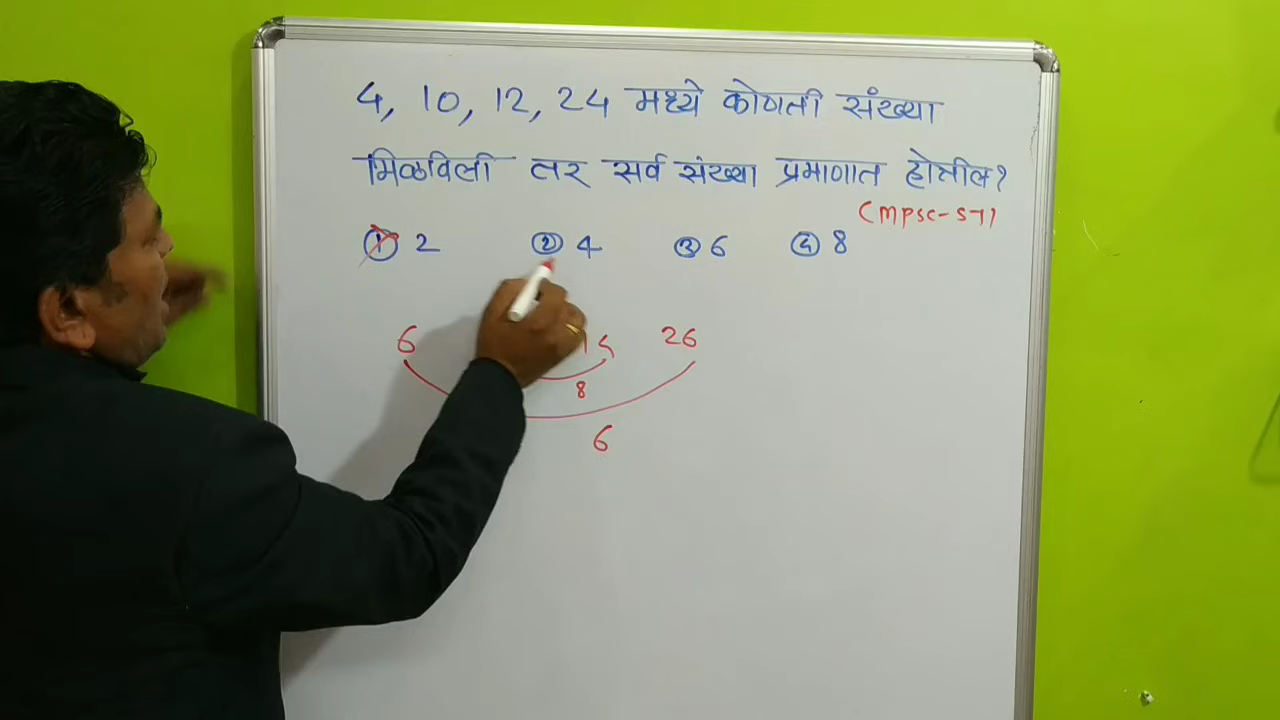 4, 10, 12, 24 मध्ये कोणती संख्या
मिळविली तर सर्व संख्या प्रमाणात होतील?
(MPSC-STI)
① 2 ② 4 ③ 6 ④ 8
6 26
8
6